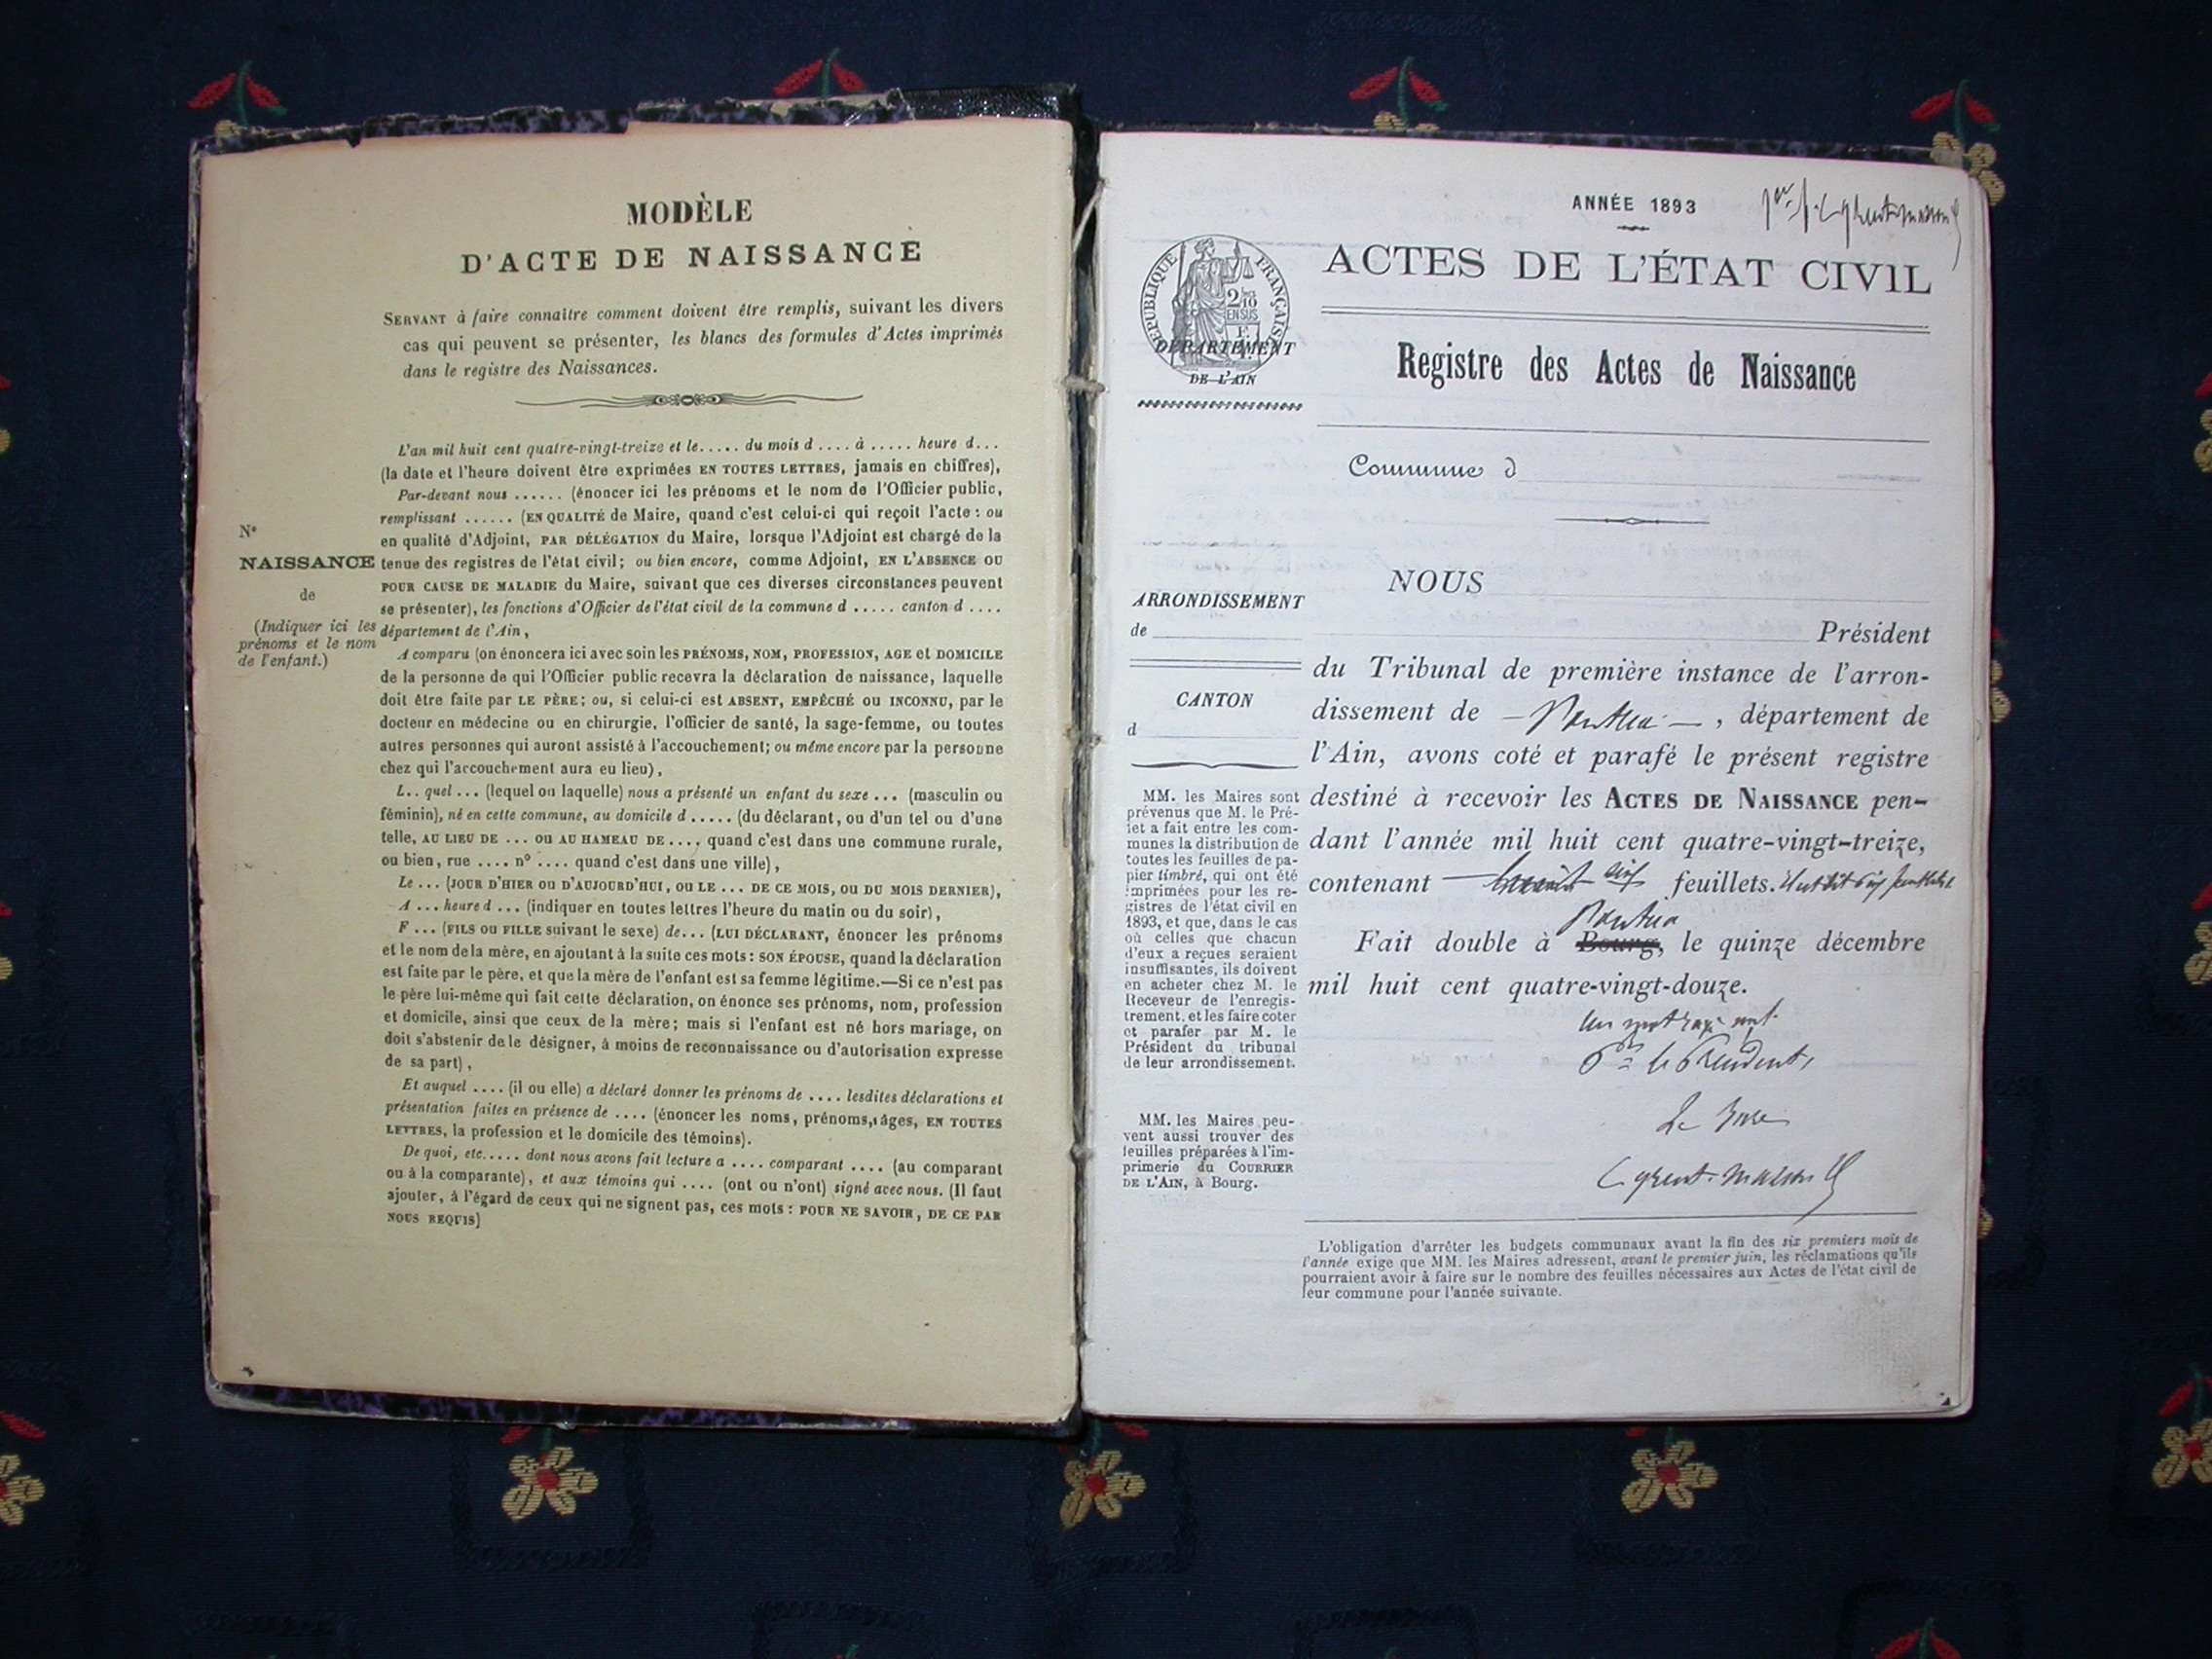 MODÈLE
D'ACTE DE NAISSANCE
SERVANT à faire connaître comment doivent être remplis, suivant les divers
cas qui peuvent se présenter, les blancs des formules d'Actes imprimés
dans le registre des Naissances.
L'an mil huit cent quatre-vingt-treize et le..... du mois d .... à ..... heure d...
(la date et l'heure doivent être exprimées EN TOUTES LETTRES, jamais en chiffres),
Par-devant nous ...... (énoncer ici les prénoms et le nom de l'Officier public,
remplissant ...... (EN QUALITÉ de Maire, quand c'est celui-ci qui reçoit l'acte : ou
en qualité d'Adjoint, PAR DÉLÉGATION du Maire, lorsque l'Adjoint est chargé de la
tenue des registres de l'état civil; ou bien encore, comme Adjoint, EN L'ABSENCE OU
POUR CAUSE DE MALADIE du Maire, suivant que ces diverses circonstances peuvent
se présenter), les fonctions d'Officier de l'état civil de la commune d ..... canton d ....
département de l'Ain,
A comparu (on énoncera ici avec soin les PRÉNOMS, NOM, PROFESSION, AGE et DOMICILE
de la personne de qui l'Officier public recevra la déclaration de naissance, laquelle
doit être faite par LE PÈRE; ou, si celui-ci est ABSENT, EMPÊCHÉ OU INCONNU, par le
docteur en médecine ou en chirurgie, l'officier de santé, la sage-femme, ou toutes
autres personnes qui auront assisté à l'accouchement; ou même encore par la personne
chez qui l'accouchement aura eu lieu),
L.. quel ... (lequel ou laquelle) nous a présenté un enfant du sexe ... (masculin ou
féminin), né en cette commune, au domicile d ..... (du déclarant, ou d'un tel ou d'une
telle, AU LIEU DE ... OU AU HAMEAU DE ...., quand c'est dans une commune rurale,
ou bien, rue .... n° .... quand c'est dans une ville),
Le ... (JOUR D'HIER OU D'AUJOURD'HUI, OU LE ... DE CE MOIS, OU DU MOIS DERNIER),
A ... heure d ... (indiquer en toutes lettres l'heure du matin ou du soir),
F ... (FILS OU FILLE suivant le sexe) de... (LUI DÉCLARANT, énoncer les prénoms
et le nom de la mère, en ajoutant à la suite ces mots : SON ÉPOUSE, quand la déclaration
est faite par le père, et que la mère de l'enfant est sa femme légitime.—Si ce n'est pas
le père lui-même qui fait cette déclaration, on énonce ses prénoms, nom, profession
et domicile, ainsi que ceux de la mère; mais si l'enfant est né hors mariage, on
doit s'abstenir de le désigner, à moins de reconnaissance ou d'autorisation expresse
de sa part),
Et auquel .... (il ou elle) a déclaré donner les prénoms de .... lesdites déclarations et
présentation faites en présence de .... (énoncer les noms, prénoms, âges, EN TOUTES
LETTRES, la profession et le domicile des témoins).
De quoi, etc..... dont nous avons fait lecture a .... comparant .... (au comparant
ou à la comparante), et aux témoins qui .... (ont ou n'ont) signé avec nous. (Il faut
ajouter, à l'égard de ceux qui ne signent pas, ces mots : POUR NE SAVOIR, DE CE PAR
NOUS REQUIS)
N°
NAISSANCE
de
(Indiquer ici les
prénoms et le nom
de l'enfant.)
ANNÉE 1893
ACTES DE L'ÉTAT CIVIL
RÉPUBLIQUE FRANÇAISE
2/10
EN SUS
DÉPARTEMENT
DE L'AIN
Registre des Actes de Naissance
Commune d
ARRONDISSEMENT
de
CANTON
d
MM. les Maires sont
prévenus que M. le Pré-
fet a fait entre les com-
munes la distribution de
toutes les feuilles de pa-
pier timbré, qui ont été
imprimées pour les re-
gistres de l'état civil en
1893, et que, dans le cas
où celles que chacun
d'eux a reçues seraient
insuffisantes, ils doivent
en acheter chez M. le
Receveur de l'enregis-
trement, et les faire coter
et parafer par M. le
Président du tribunal
de leur arrondissement.
MM. les Maires peu-
vent aussi trouver des
feuilles préparées à l'im-
primerie du COURRIER
DE L'AIN, à Bourg.
NOUS
Président
du Tribunal de première instance de l'arron-
dissement de Nantua, département de
l'Ain, avons coté et parafé le présent registre
destiné à recevoir les ACTES DE NAISSANCE pen-
dant l'année mil huit cent quatre-vingt-treize,
contenant feuillets.
Nantua
Fait double à Bourg, le quinze décembre
mil huit cent quatre-vingt-douze.
Un mot rayé nul.
Pr le Président,
Le Juge
L'obligation d'arrêter les budgets communaux avant la fin des six premiers mois de
l'année exige que MM. les Maires adressent, avant le premier juin, les réclamations qu'ils
pourraient avoir à faire sur le nombre des feuilles nécessaires aux Actes de l'état civil de
leur commune pour l'année suivante.